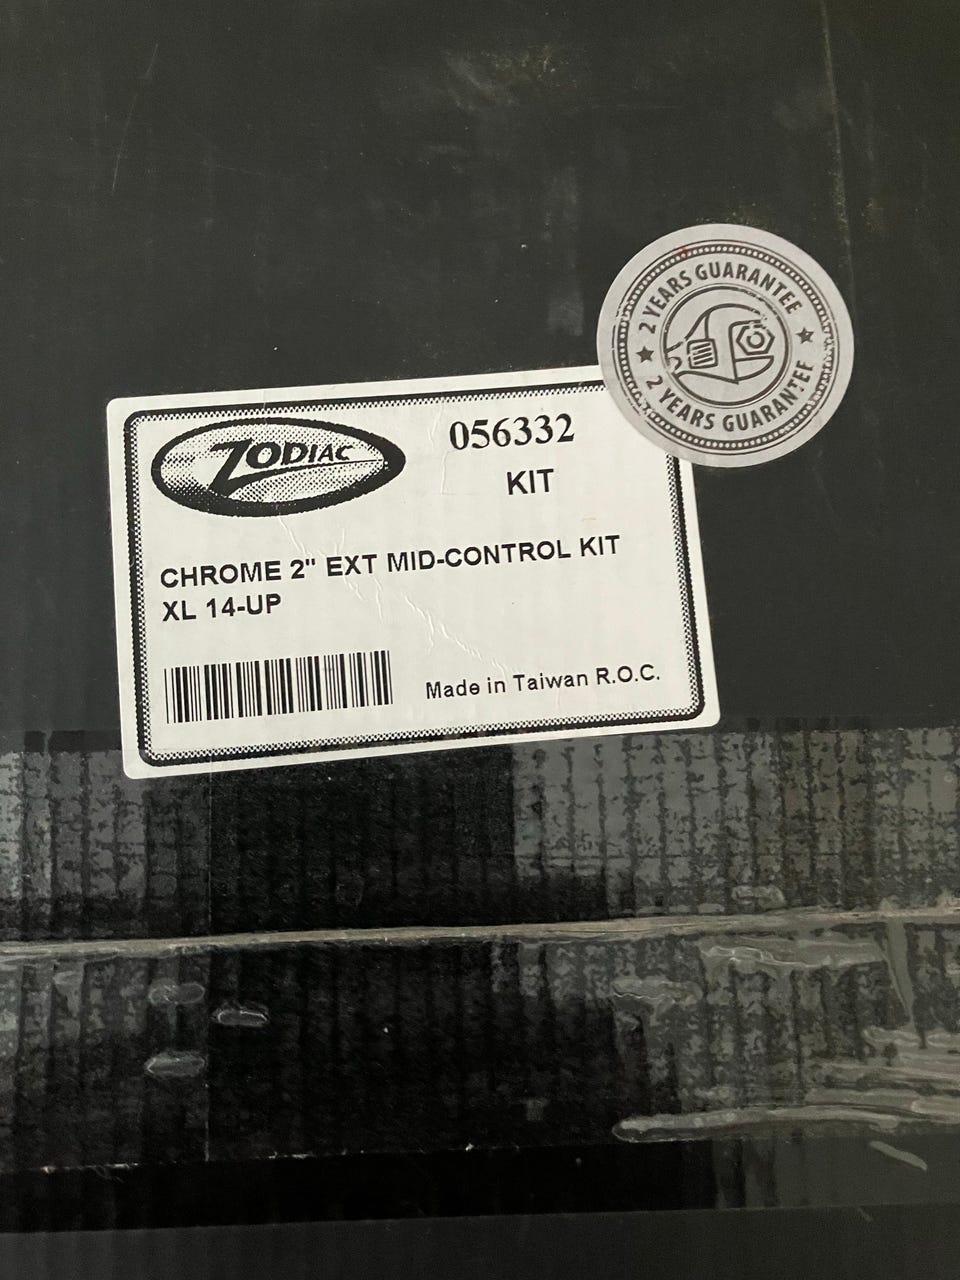 2 YEARS GUARANTEE
2 YEARS GUARANTEE
ZODIAC
056332
KIT
CHROME 2" EXT MID-CONTROL KIT
XL 14-UP
Made in Taiwan R.O.C.